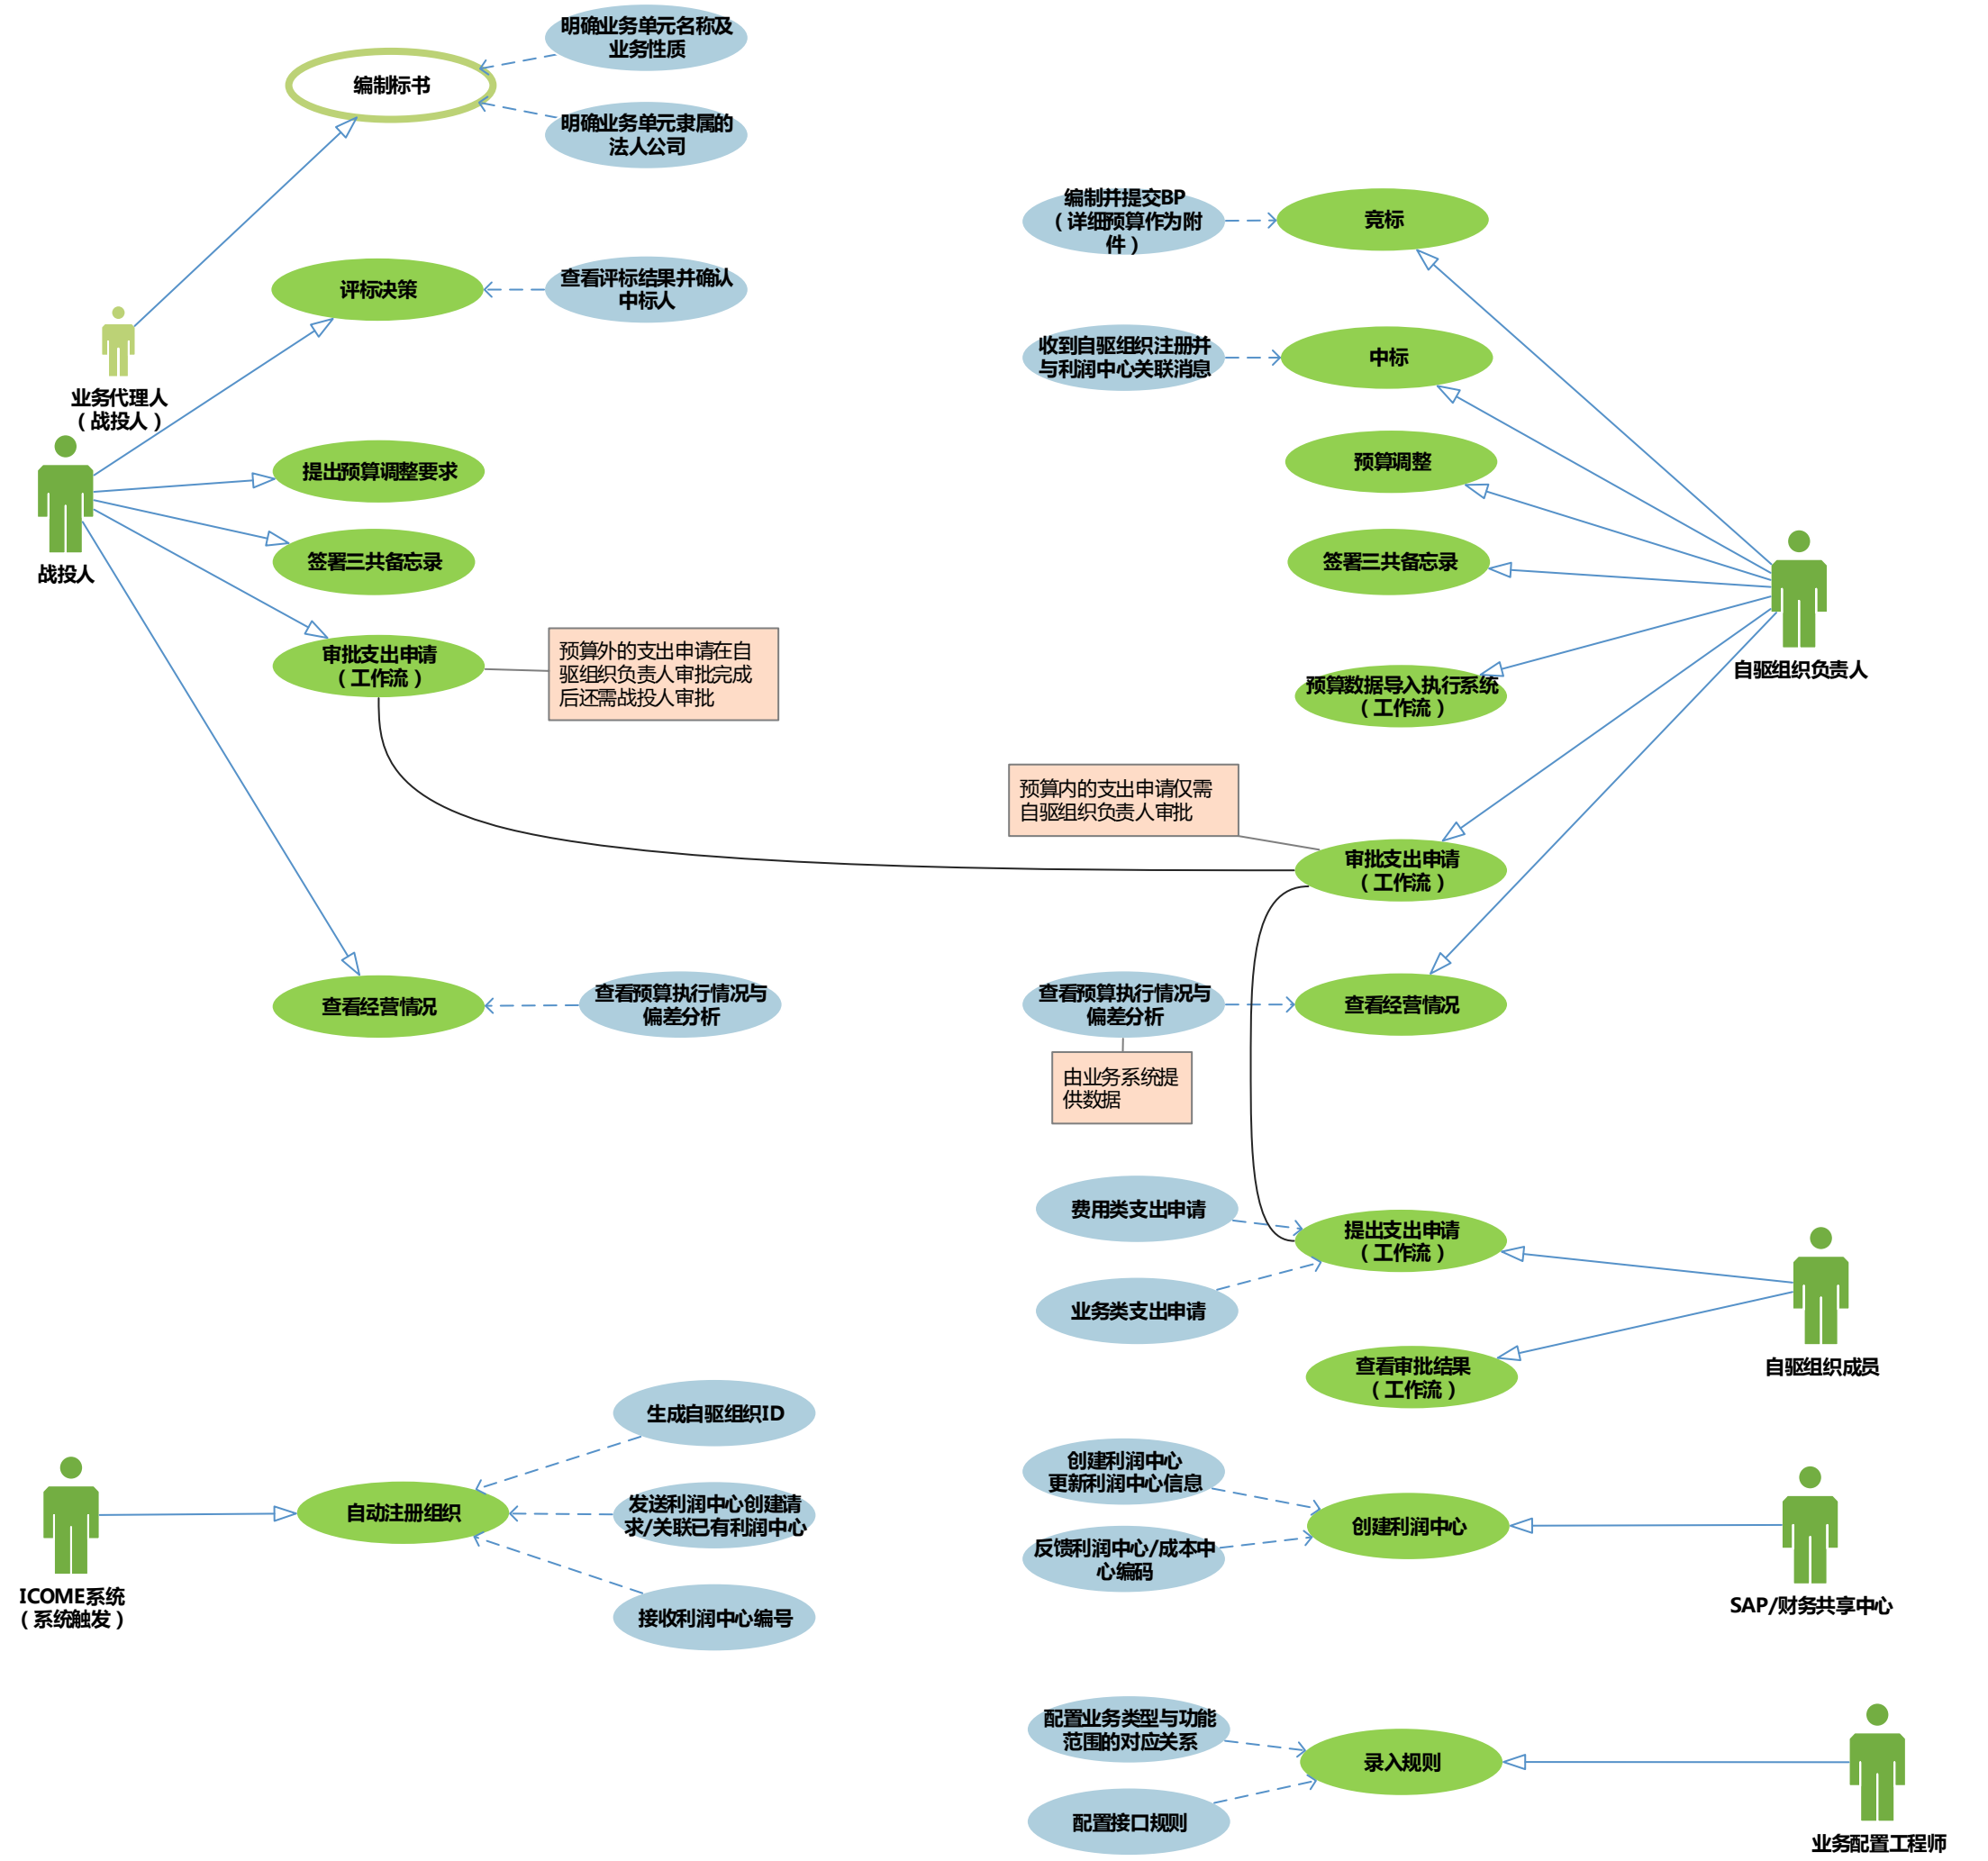 明确业务单元名称及
业务性质
编制标书
明确业务单元隶属的
法人公司
评标决策
查看评标结果并确认
中标人
业务代理人
（战投人）
提出预算调整要求
签署三共备忘录
战投人
审批支出申请
（工作流）
预算外的支出申请在自
驱组织负责人审批完成
后还需战投人审批
查看经营情况
查看预算执行情况与
偏差分析
编制并提交BP
（详细预算作为附
件）
竞标
收到自驱组织注册并
与利润中心关联消息
中标
预算调整
签署三共备忘录
自驱组织负责人
预算数据导入执行系统
（工作流）
预算内的支出申请仅需
自驱组织负责人审批
审批支出申请
（工作流）
查看预算执行情况与
偏差分析
查看经营情况
由业务系统提
供数据
费用类支出申请
提出支出申请
（工作流）
业务类支出申请
查看审批结果
（工作流）
自驱组织成员
生成自驱组织ID
自动注册组织
发送利润中心创建请
求/关联已有利润中心
ICOME系统
（系统触发）
接收利润中心编号
创建利润中心
更新利润中心信息
创建利润中心
反馈利润中心/成本中
心编码
SAP/财务共享中心
配置业务类型与功能
范围的对应关系
录入规则
配置接口规则
业务配置工程师